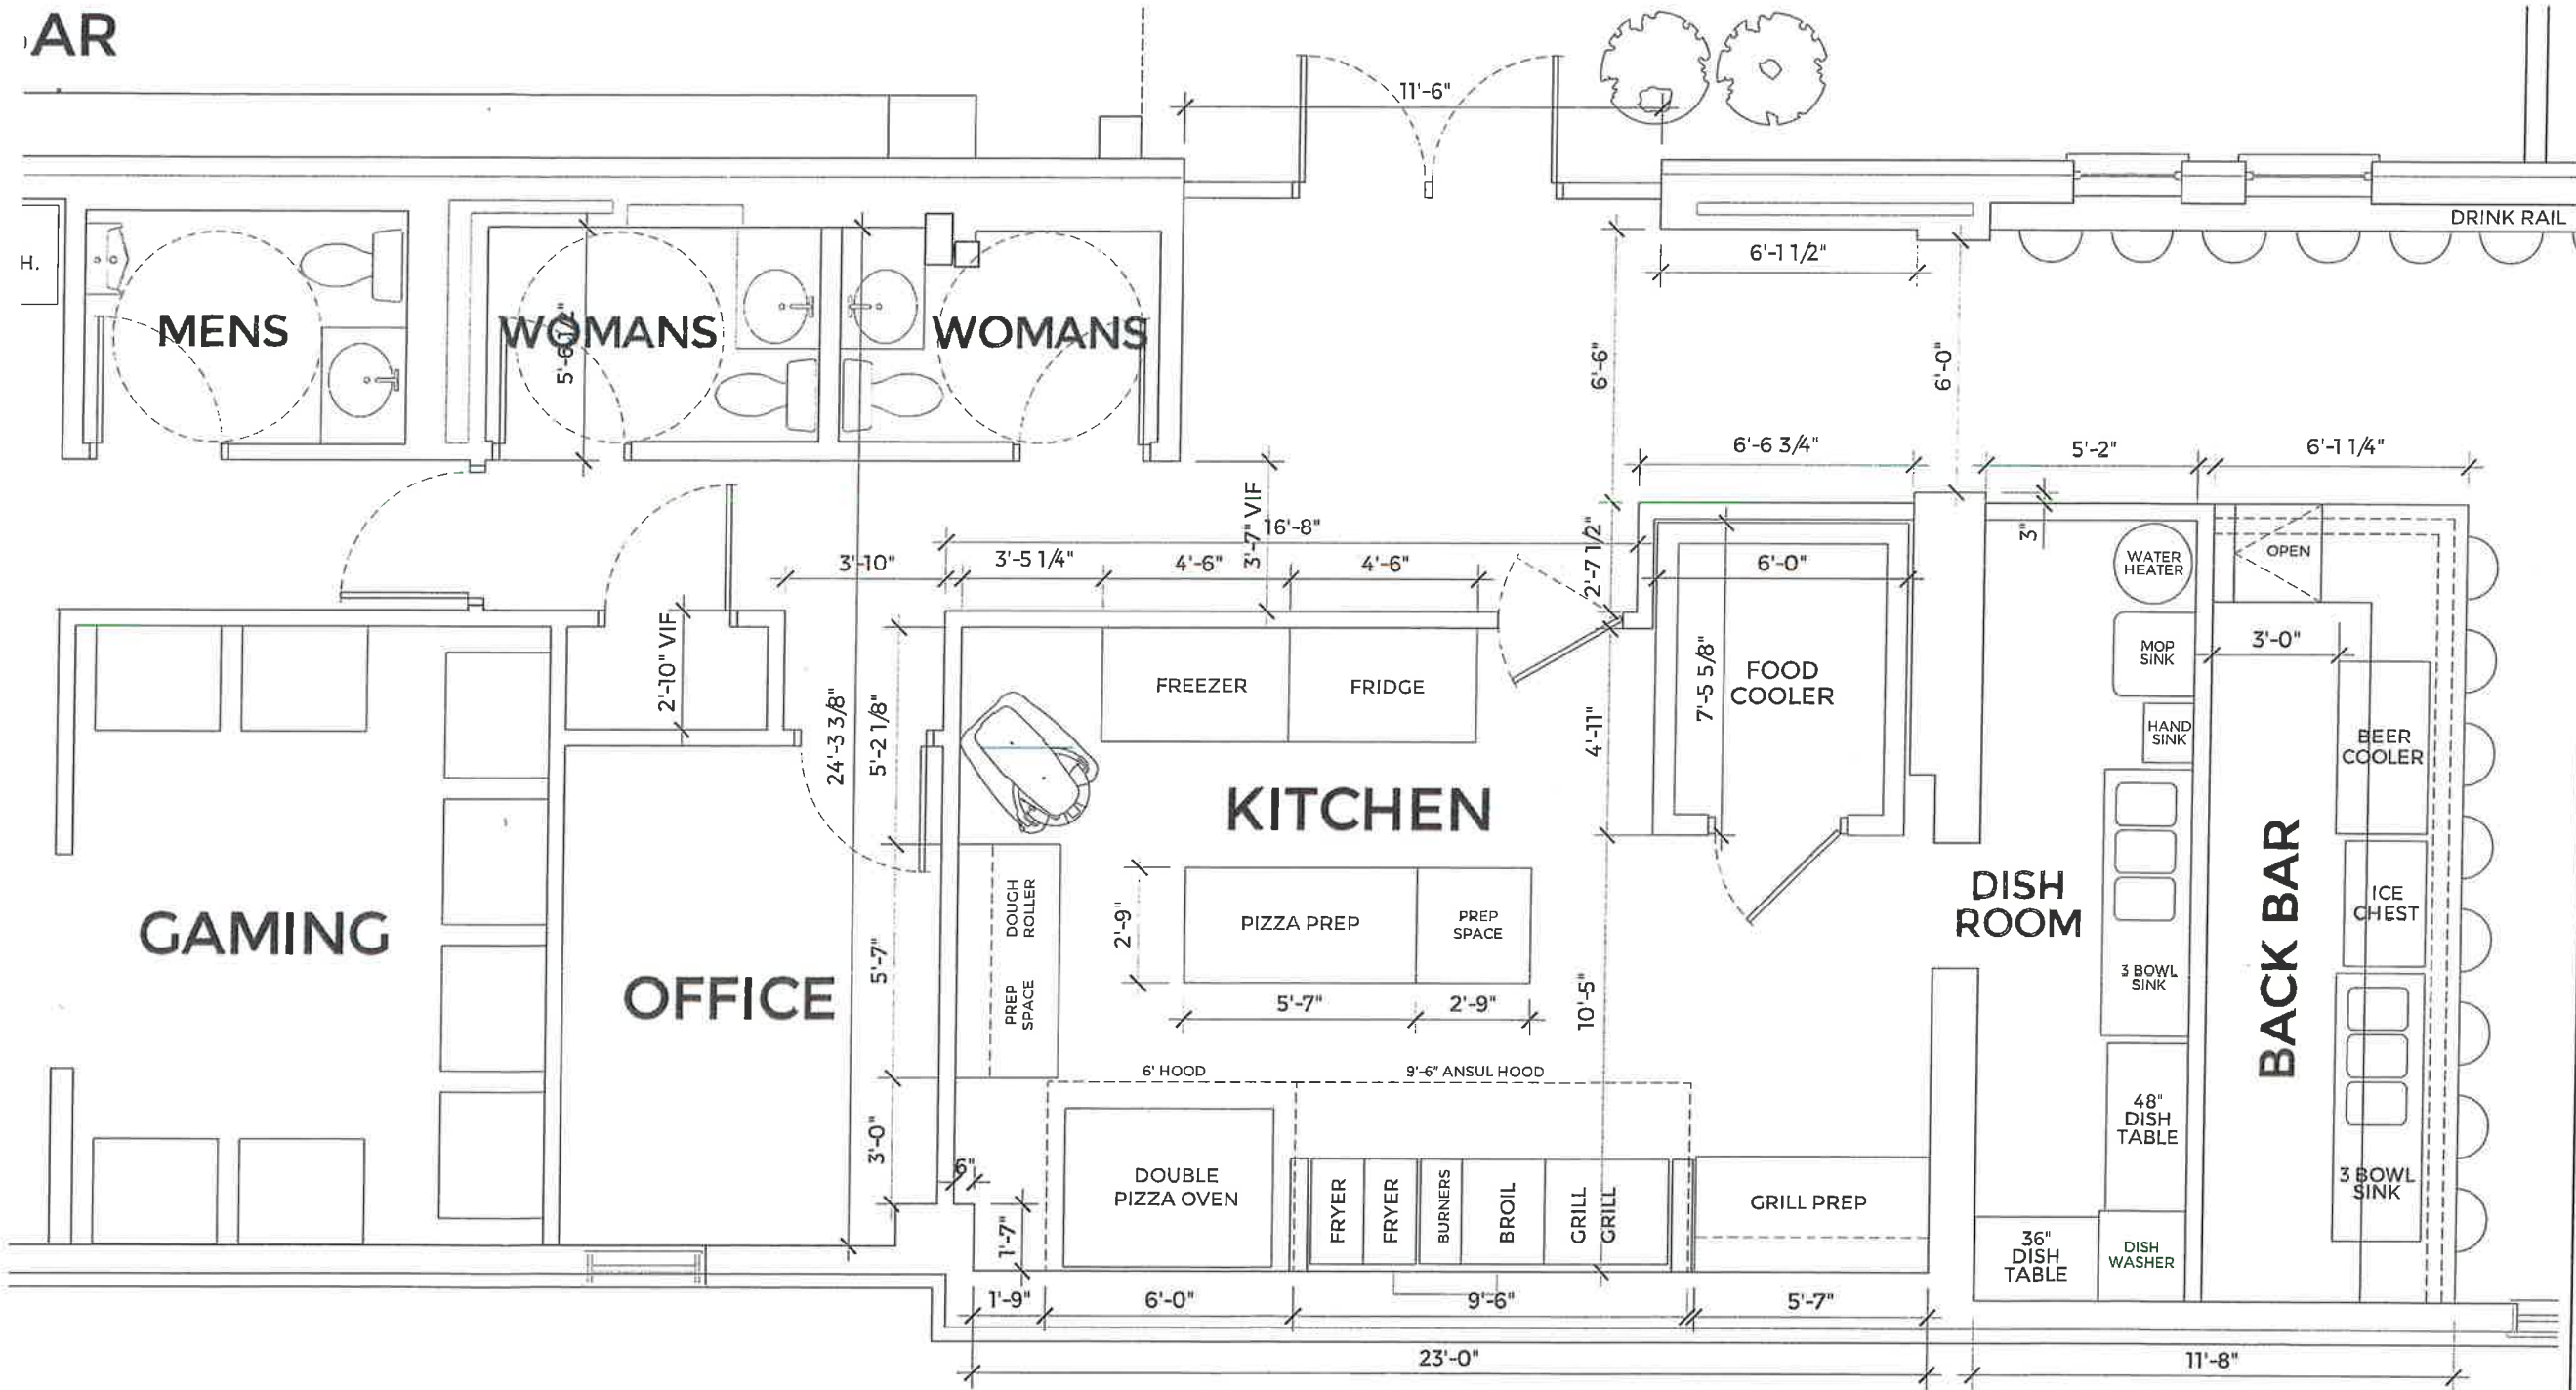 AR
11'-6"
DRINK RAIL
6'-1 1/2"
H.
MENS
WOMANS
WOMANS
5'-6 1/2"
6'-6"
6'-0"
6'-6 3/4"
5'-2"
6'-1 1/4"
3'-7" VIF
16'-8"
3'-10"
3'-5 1/4"
4'-6"
4'-6"
2'-7 1/2"
6'-0"
3"
WATER
HEATER
OPEN
2'-10" VIF
24'-3 3/8"
5'-2 1/8"
FREEZER
FRIDGE
4'-11"
7'-5 5/8"
FOOD
COOLER
MOP
SINK
3'-0"
HAND
SINK
BEER
COOLER
KITCHEN
GAMING
OFFICE
DOUGH
ROLLER
PREP
SPACE
5'-7"
2'-9"
PIZZA PREP
PREP
SPACE
5'-7"
2'-9"
10'-5"
DISH
ROOM
3 BOWL
SINK
BACK BAR
ICE
CHEST
6' HOOD
9'-6" ANSUL HOOD
3'-0"
6"
1'-7"
DOUBLE
PIZZA OVEN
FRYER
FRYER
BURNERS
BROIL
GRILL
GRILL
GRILL PREP
48"
DISH
TABLE
3 BOWL
SINK
36"
DISH
TABLE
DISH
WASHER
1'-9"
6'-0"
9'-6"
5'-7"
23'-0"
11'-8"